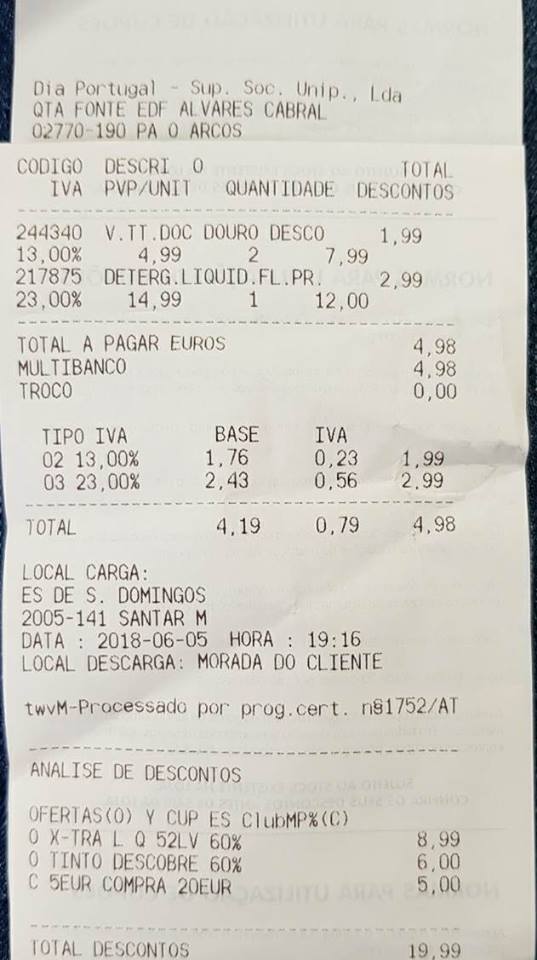 Dia Portugal - Sup. Soc. Unip., Lda
QTA FONTE EDF ALVARES CABRAL
02770-190 PA O ARCOS
CODIGO DESCRI O TOTAL
IVA PVP/UNIT QUANTIDADE DESCONTOS
244340 V.TT.DOC DOURO DESCO 1,99
13,00% 4,99 2 7,99
217875 DETERG.LIQUID.FL.PR. 2,99
23,00% 14,99 1 12,00
TOTAL A PAGAR EUROS 4,98
MULTIBANCO 4,98
TROCO 0,00
TIPO IVA BASE IVA
02 13,00% 1,76 0,23 1,99
03 23,00% 2,43 0,56 2,99
TOTAL 4,19 0,79 4,98
LOCAL CARGA:
ES DE S. DOMINGOS
2005-141 SANTAR M
DATA : 2018-06-05 HORA : 19:16
LOCAL DESCARGA: MORADA DO CLIENTE
twvM-Processado por prog.cert. n§1752/AT
ANALISE DE DESCONTOS
OFERTAS(O) Y CUP ES ClubMP%(C)
O X-TRA L Q 52LV 60% 8,99
O TINTO DESCOBRE 60% 6,00
C 5EUR COMPRA 20EUR 5,00
TOTAL DESCONTOS 19,99